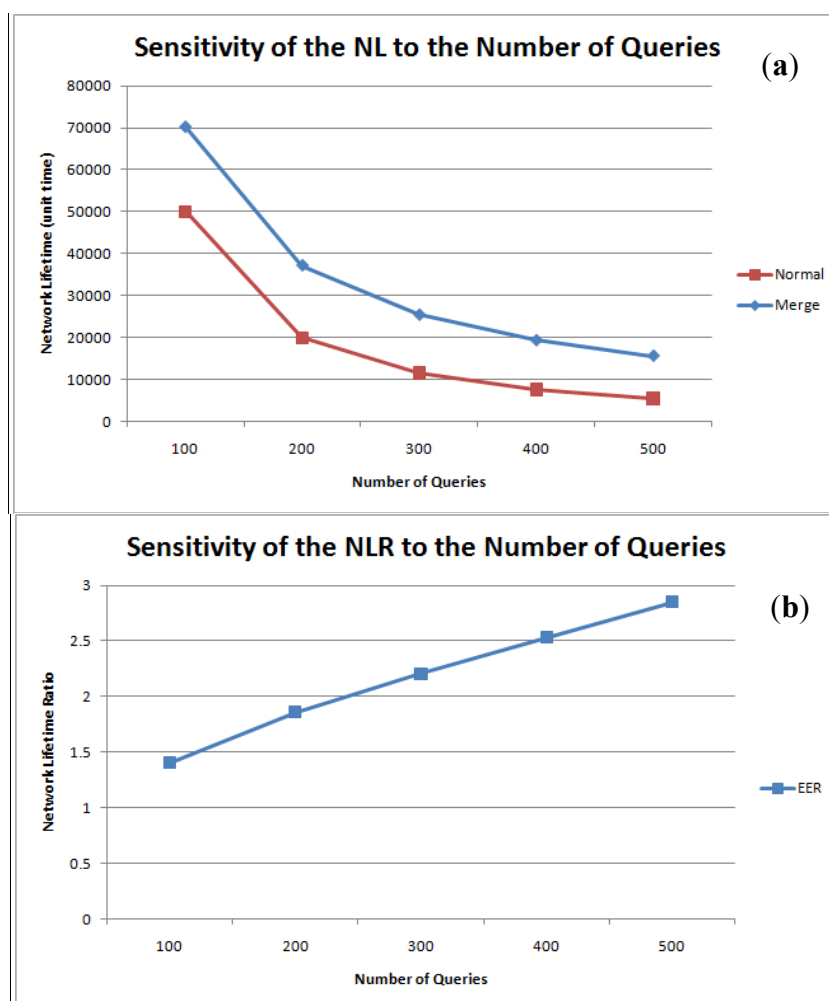 Sensitivity of the NL to the Number of Queries
(a)
80000
70000
60000
50000
40000
30000
20000
10000
0
Network Lifetime (unit time)
100 200 300 400 500
Number of Queries
Normal
Merge
Sensitivity of the NLR to the Number of Queries
(b)
3
2.5
2
1.5
1
0.5
0
Network Lifetime Ratio
100 200 300 400 500
Number of Queries
EER